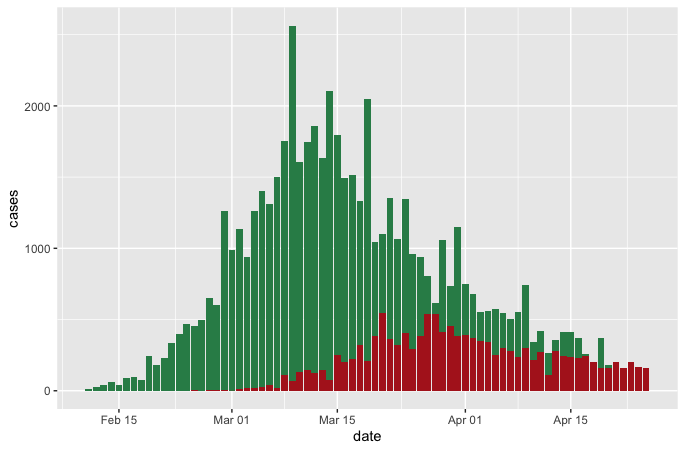 cases
2000
1000
0
Feb 15
Mar 01
Mar 15
Apr 01
Apr 15
date